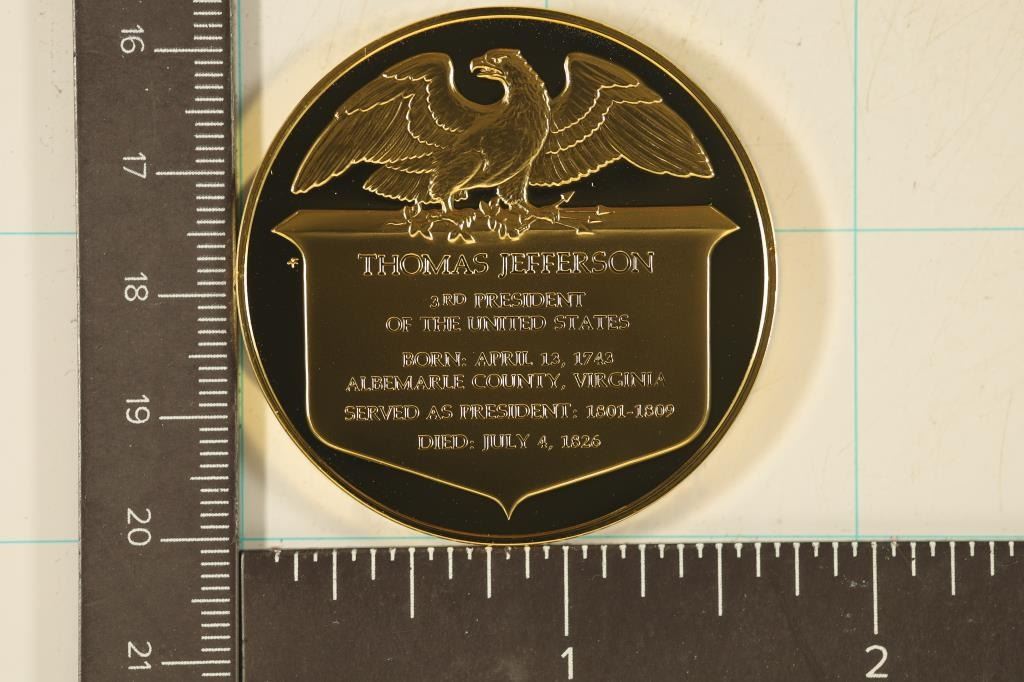 THOMAS JEFFERSON
3RD PRESIDENT
OF THE UNITED STATES
BORN: APRIL 13, 1743
ALBEMARLE COUNTY, VIRGINIA
SERVED AS PRESIDENT: 1801-1809
DIED: JULY 4, 1826
16
17
18
19
20
21
1
2